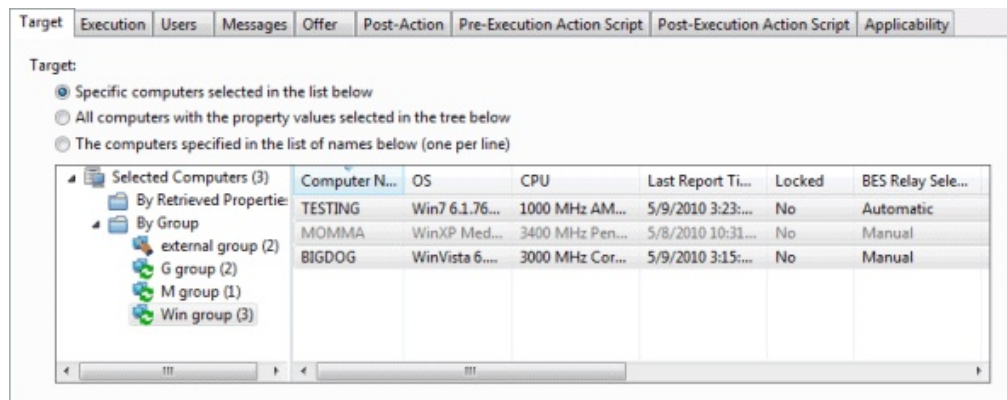 Target Execution Users Messages Offer Post-Action Pre-Execution Action Script Post-Execution Action Script Applicability
Target:
Specific computers selected in the list below
All computers with the property values selected in the tree below
The computers specified in the list of names below (one per line)
Selected Computers (3)
By Retrieved Propertie
By Group
external group (2)
G group (2)
M group (1)
Win group (3)
Computer N... OS CPU Last Report Ti... Locked BES Relay Sele...
TESTING Win7 6.1.76... 1000 MHz AM... 5/9/2010 3:23:... No Automatic
MOMMA WinXP Med... 3400 MHz Pen... 5/8/2010 10:31... No Manual
BIGDOG WinVista 6.... 3000 MHz Cor... 5/9/2010 3:15:... No Manual